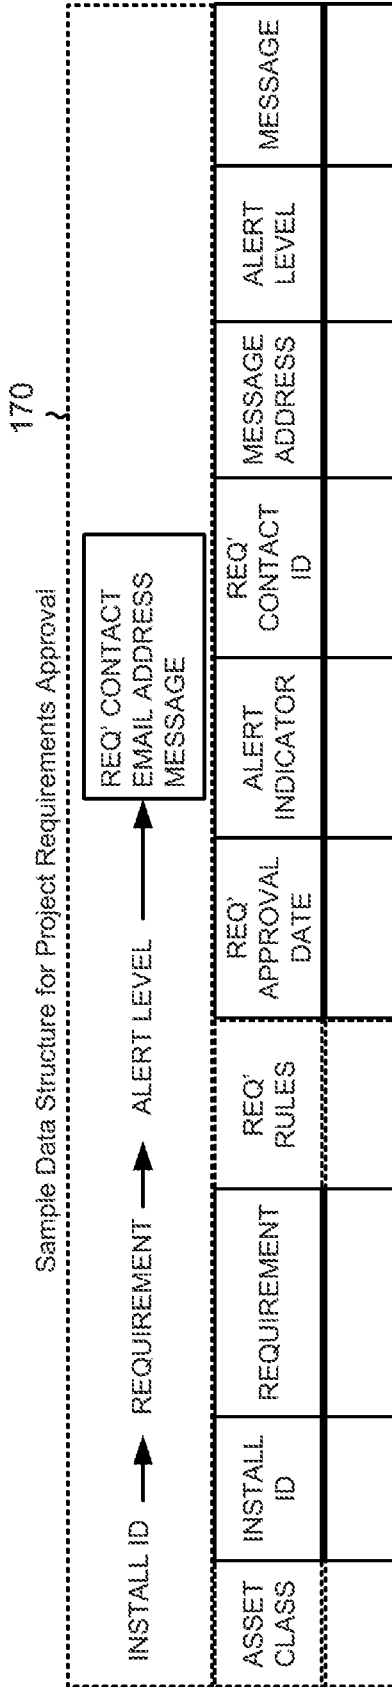 170
Sample Data Structure for Project Requirements Approval
INSTALL ID
REQUIREMENT
ALERT LEVEL
REQ' CONTACT
EMAIL ADDRESS
MESSAGE
ASSET
CLASS
INSTALL
ID
REQUIREMENT
REQ'
RULES
REQ'
APPROVAL
DATE
ALERT
INDICATOR
REQ'
CONTACT
ID
MESSAGE
ADDRESS
ALERT
LEVEL
MESSAGE